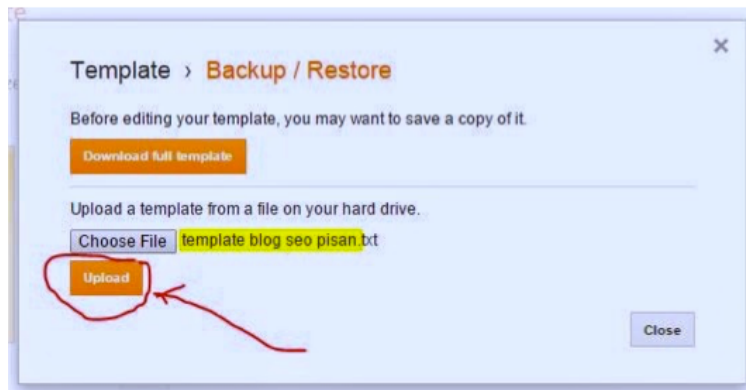 ×
Template › Backup / Restore
Before editing your template, you may want to save a copy of it.
Download full template
Upload a template from a file on your hard drive.
Choose File template blog seo pisan.txt
Upload
Close